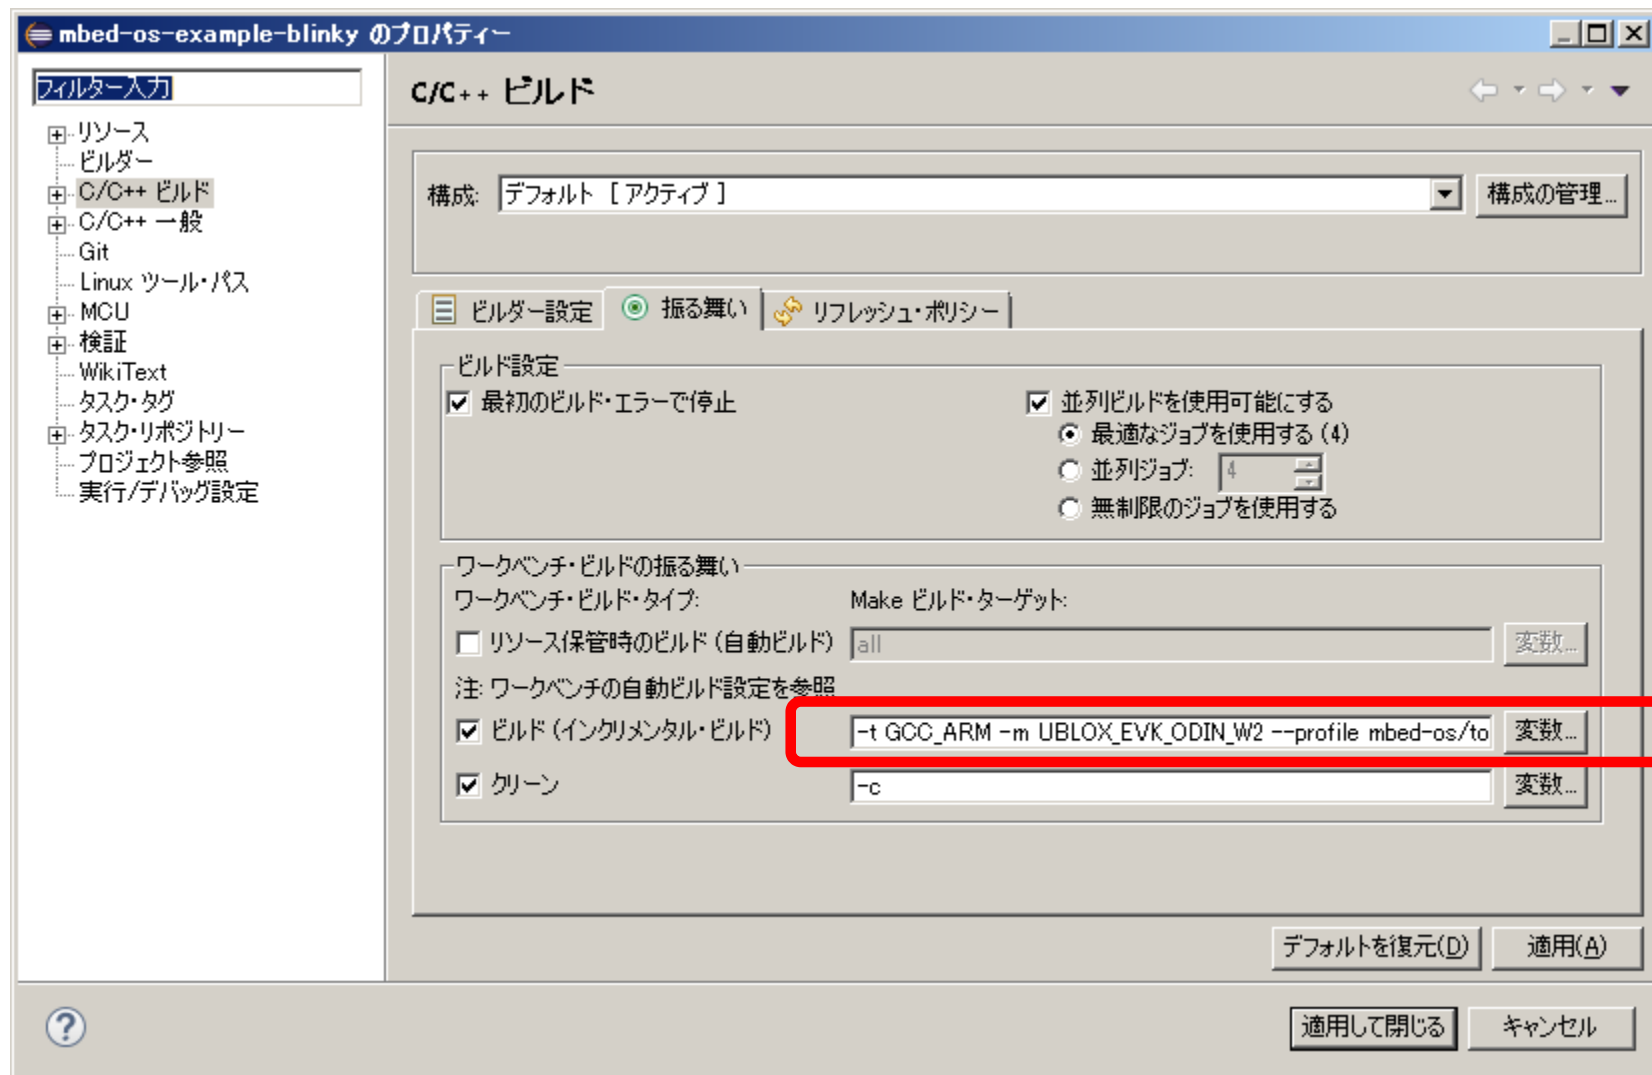 mbed-os-example-blinky のプロパティー
フィルター入力
リソース
ビルダー
C/C++ ビルド
C/C++ 一般
Git
Linux ツール・パス
MCU
検証
WikiText
タスク・タグ
タスク・リポジトリー
プロジェクト参照
実行/デバッグ設定
C/C++ ビルド
構成: デフォルト [ アクティブ ] 構成の管理...
ビルダー設定 振る舞い リフレッシュ・ポリシー
ビルド設定
最初のビルド・エラーで停止 並列ビルドを使用可能にする
最適なジョブを使用する (4)
並列ジョブ: 4
無制限のジョブを使用する
ワークベンチ・ビルドの振る舞い
ワークベンチ・ビルド・タイプ: Make ビルド・ターゲット:
リソース保管時のビルド (自動ビルド) all 変数...
注: ワークベンチの自動ビルド設定を参照
ビルド (インクリメンタル・ビルド) -t GCC_ARM -m UBLOX_EVK_ODIN_W2 --profile mbed-os/to 変数...
クリーン -c 変数...
デフォルトを復元(D) 適用(A)
? 適用して閉じる キャンセル